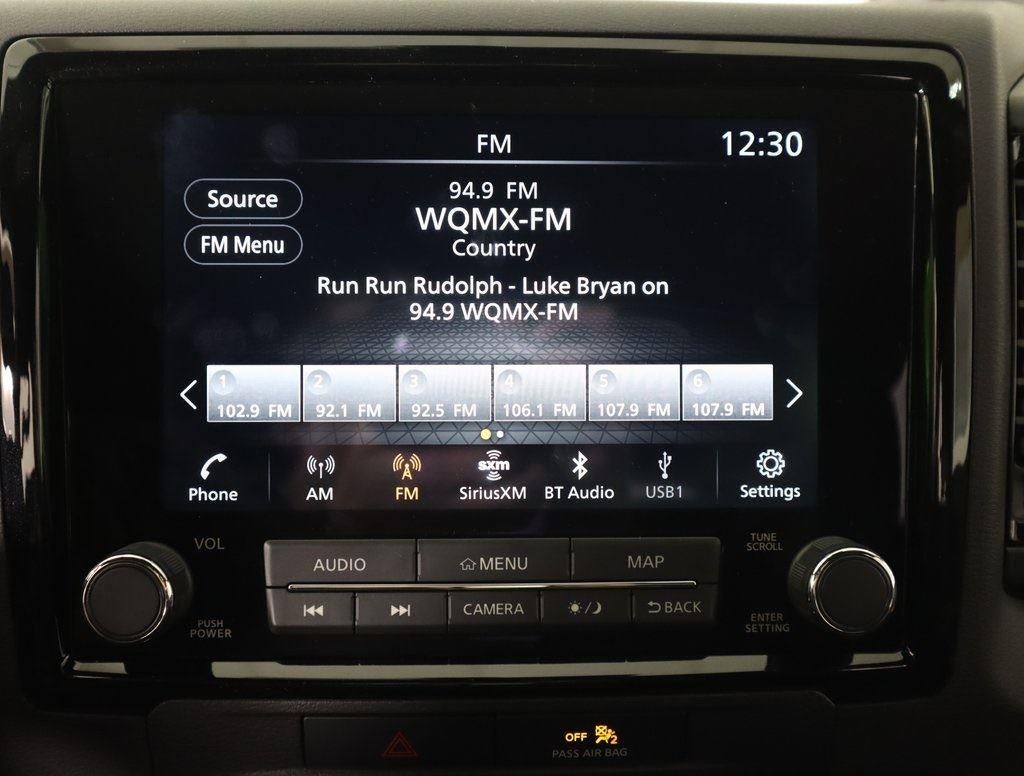 FM
12:30
Source
FM Menu
94.9 FM
WQMX-FM
Country
Run Run Rudolph - Luke Bryan on
94.9 WQMX-FM
1 2 3 4 5 6
102.9 FM 92.1 FM 92.5 FM 106.1 FM 107.9 FM 107.9 FM
sxm
Phone AM FM SiriusXM BT Audio USB1 Settings
VOL
PUSH
POWER
AUDIO MENU MAP
CAMERA BACK
TUNE
SCROLL
ENTER
SETTING
OFF 2
PASS AIR BAG